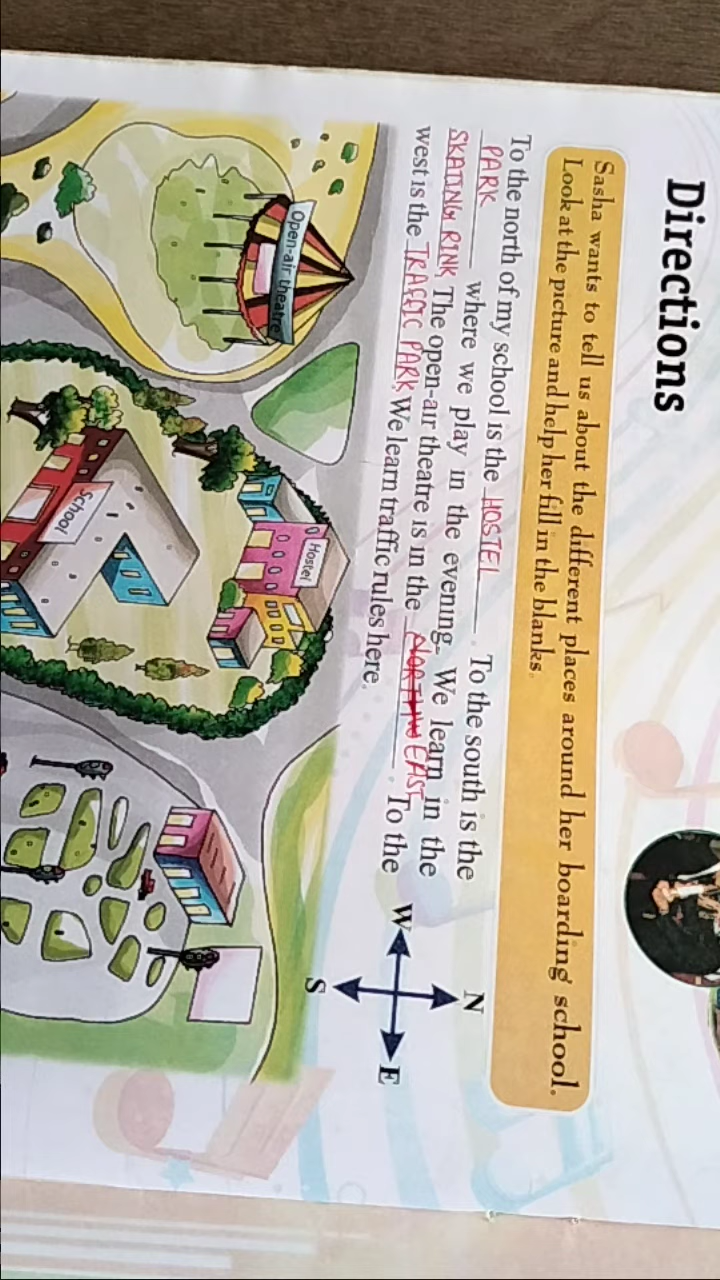 Directions
Sasha wants to tell us about the different places around her boarding school.
Look at the picture and help her fill in the blanks.
To the north of my school is the HOSTEL. To the south is the
PARK where we play in the evening. We learn in the
SKATING RINK The open-air theatre is in the EAST. To the
west is the TRAFFIC PARK. We learn traffic rules here.
N
W E
S
Open-air theatre
Hostel
School